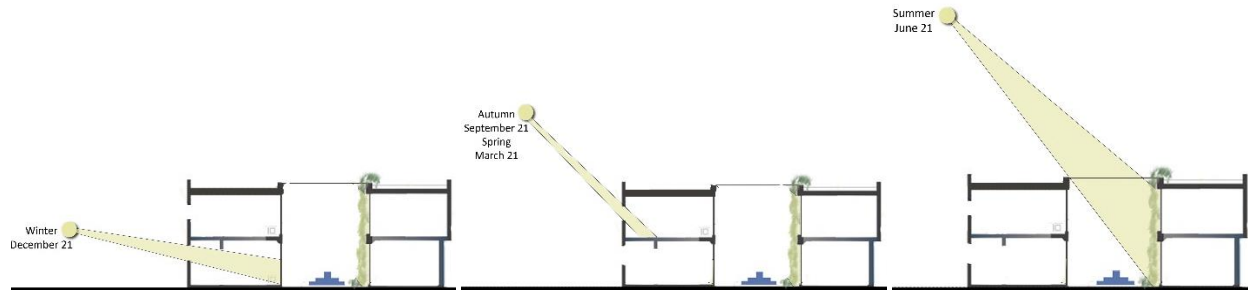 Winter
December 21
Autumn
September 21
Spring
March 21
Summer
June 21